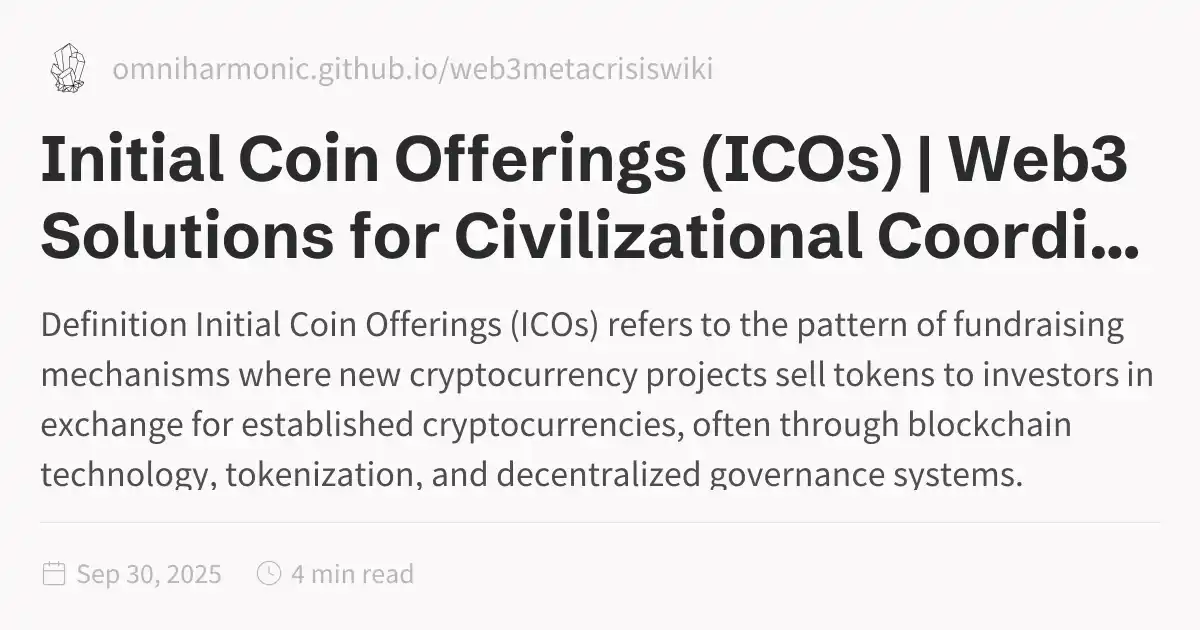 omniharmonic.github.io/web3metacrisiswiki
Initial Coin Offerings (ICOs) | Web3
Solutions for Civilizational Coordi...
Definition Initial Coin Offerings (ICOs) refers to the pattern of fundraising
mechanisms where new cryptocurrency projects sell tokens to investors in
exchange for established cryptocurrencies, often through blockchain
technology, tokenization, and decentralized governance systems.
Sep 30, 2025 4 min read